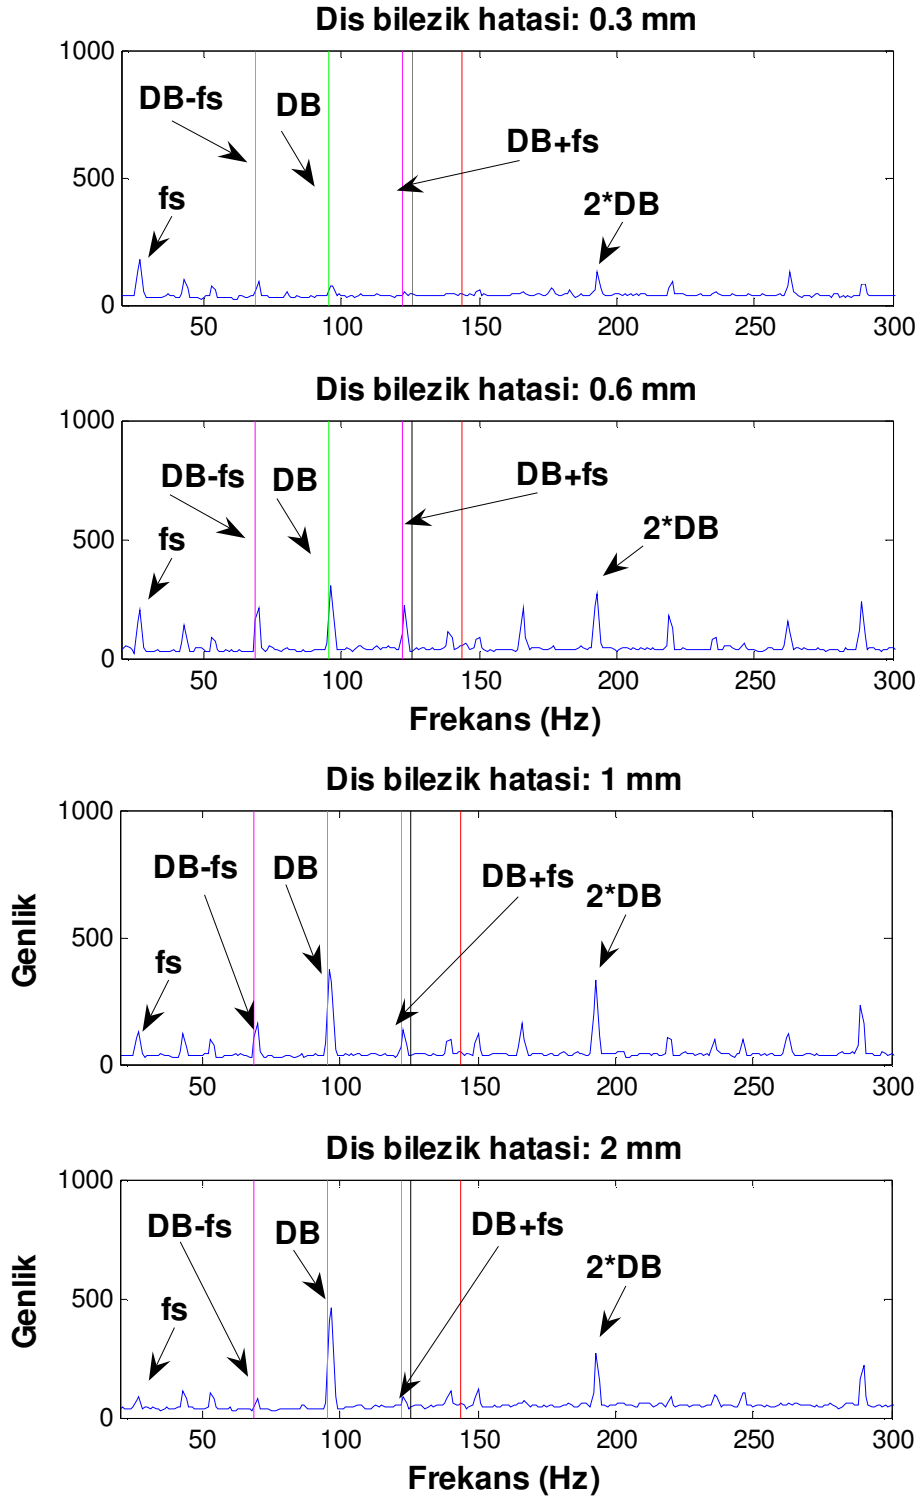 Dis bilezik hatasi: 0.3 mm
1000
DB-fs
DB
DB+fs
500
fs
2*DB
0
50 100 150 200 250 300
Dis bilezik hatasi: 0.6 mm
1000
DB-fs
DB
DB+fs
500
fs
2*DB
0
50 100 150 200 250 300
Frekans (Hz)
Dis bilezik hatasi: 1 mm
1000
DB-fs
DB
DB+fs
2*DB
Genlik
500
fs
0
50 100 150 200 250 300
Dis bilezik hatasi: 2 mm
1000
DB-fs
DB
DB+fs
2*DB
Genlik
500
fs
0
50 100 150 200 250 300
Frekans (Hz)